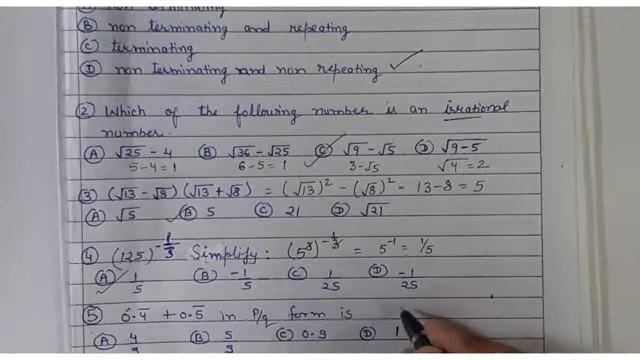 Ⓑ non terminating and repeating
Ⓒ terminating
Ⓓ non terminating and non repeating ✓
② Which of the following number is an irrational
number.
Ⓐ √25 - 4 Ⓑ √36 - √25 Ⓒ √9 - √5 Ⓓ √9-5
5-4=1 6-5=1 ✓ 3-√5 √4=2
③ (√13 - √8)(√13 + √8) = (√13)² - (√8)² - 13-8 = 5
Ⓐ √5 Ⓑ 5 Ⓒ 21 Ⓓ √21
④ (125)^-1/3 Simplify: (5³)^-1/3 = 5⁻¹ = 1/5
Ⓐ 1/5 Ⓑ -1/5 Ⓒ 1/25 Ⓓ -1/25
⑤ 0.4̅ + 0.5̅ in P/q form is
Ⓐ 4/9 Ⓑ 5/9 Ⓒ 0.9 Ⓓ 1